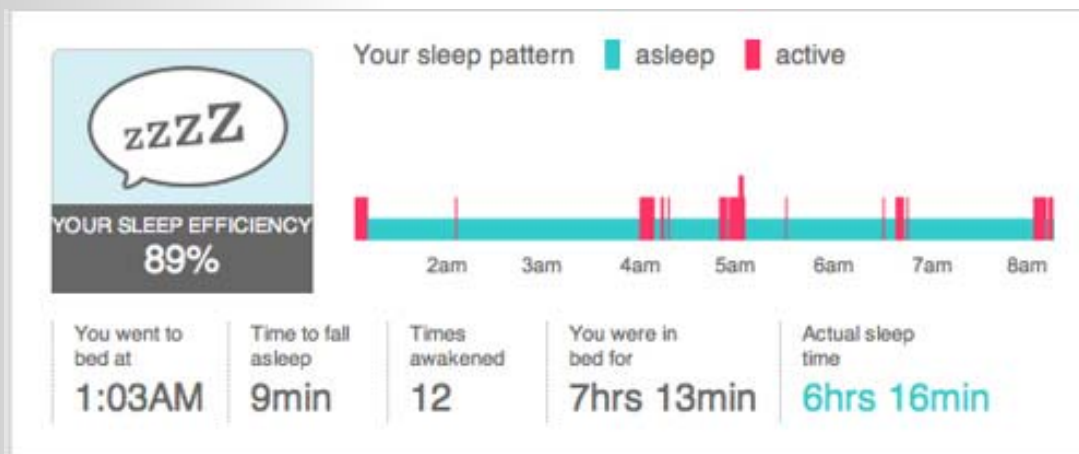 Your sleep pattern asleep active
zzzZ
YOUR SLEEP EFFICIENCY
89%
2am 3am 4am 5am 6am 7am 8am
You went to
bed at
1:03AM
Time to fall
asleep
9min
Times
awakened
12
You were in
bed for
7hrs 13min
Actual sleep
time
6hrs 16min